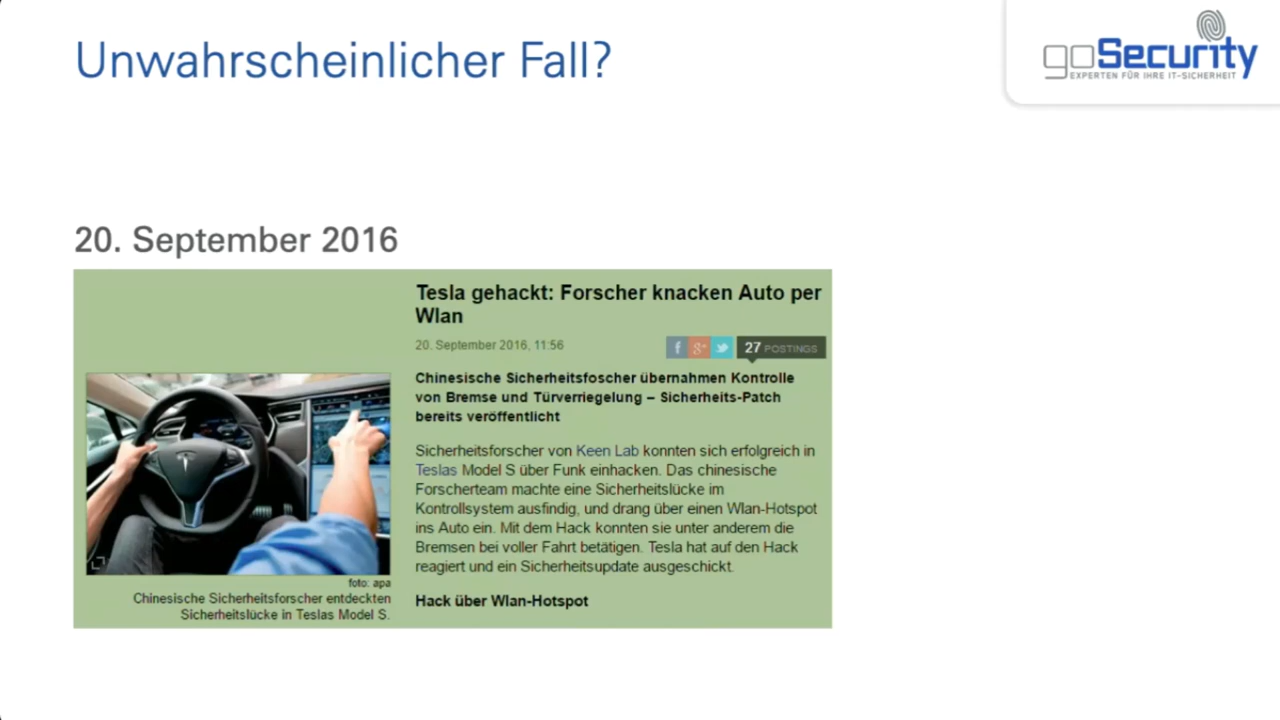 Unwahrscheinlicher Fall?
goSecurity
EXPERTEN FÜR IHRE IT-SICHERHEIT
20. September 2016
Tesla gehackt: Forscher knacken Auto per
Wlan
20. September 2016, 11:56
f g+ 27 POSTINGS
Chinesische Sicherheitsfoscher übernahmen Kontrolle
von Bremse und Türverriegelung – Sicherheits-Patch
bereits veröffentlicht
Sicherheitsforscher von Keen Lab konnten sich erfolgreich in
Teslas Model S über Funk einhacken. Das chinesische
Forscherteam machte eine Sicherheitslücke im
Kontrollsystem ausfindig, und drang über einen Wlan-Hotspot
ins Auto ein. Mit dem Hack konnten sie unter anderem die
Bremsen bei voller Fahrt betätigen. Tesla hat auf den Hack
reagiert und ein Sicherheitsupdate ausgeschickt.
Hack über Wlan-Hotspot
foto: apa
Chinesische Sicherheitsforscher entdeckten
Sicherheitslücke in Teslas Model S.